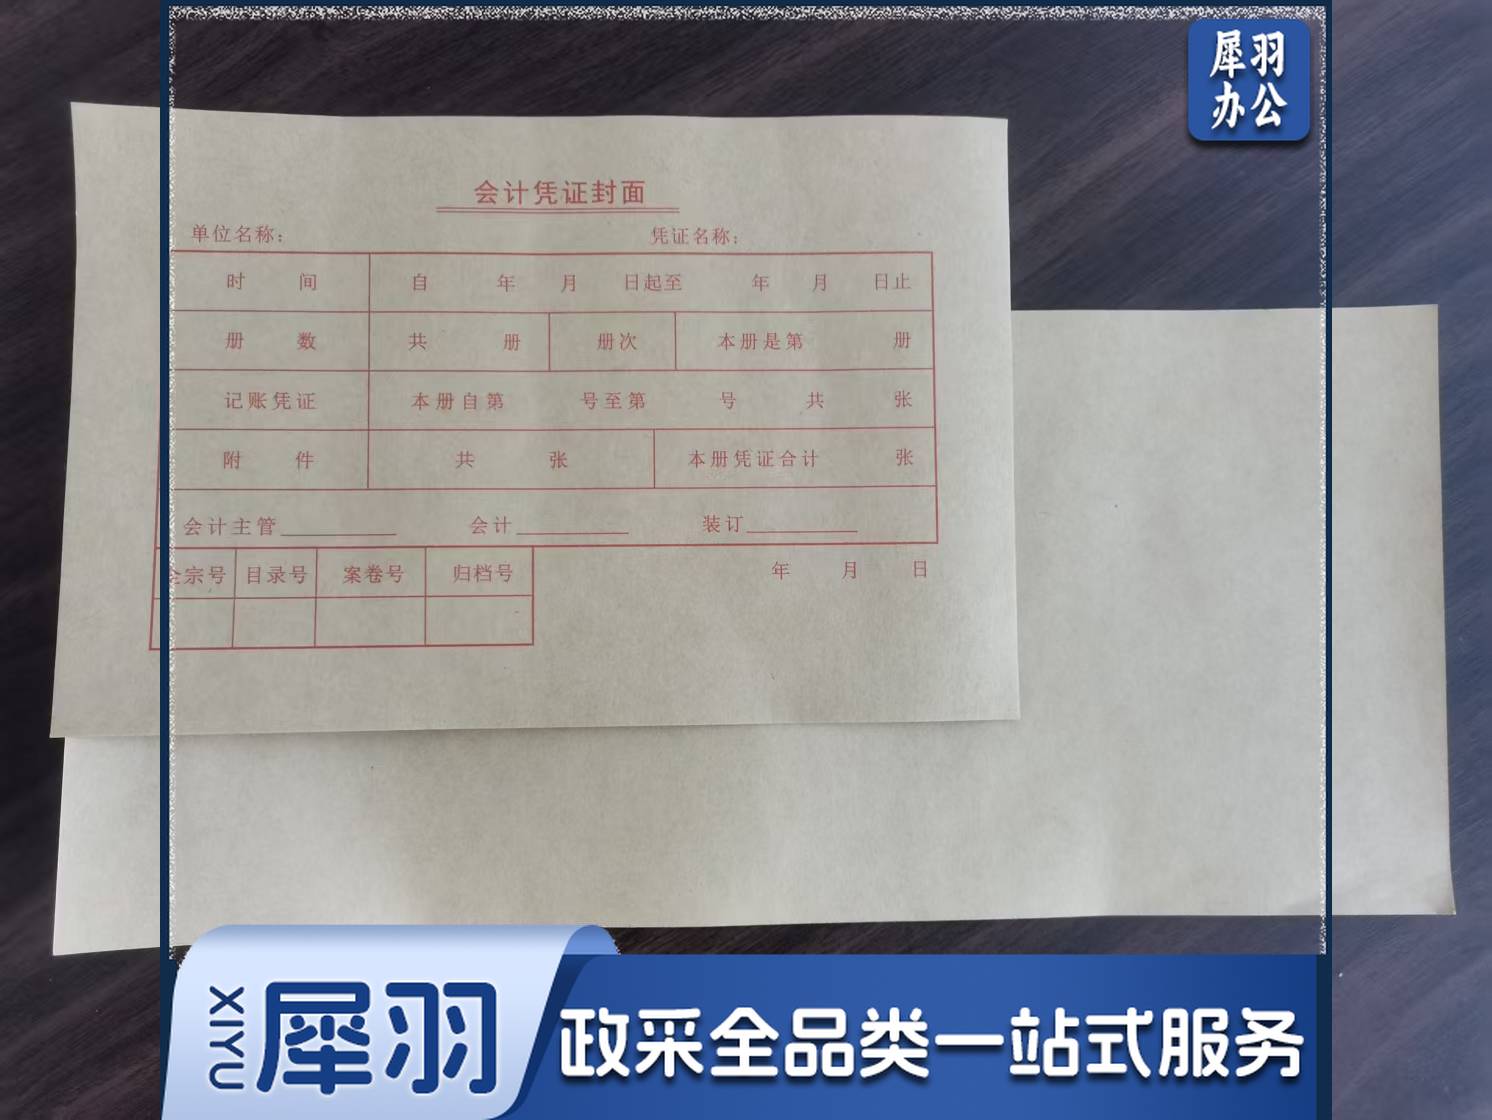 犀羽
办公
会计凭证封面
单位名称： 凭证名称：
时 间 自 年 月 日起至 年 月 日止
册 数 共 册 册次 本册是第 册
记账凭证 本册自第 号至第 号 共 张
附 件 共 张 本册凭证合计 张
会计主管 会计 装订
全宗号 目录号 案卷号 归档号 年 月 日
XIYU 犀羽 政采全品类一站式服务